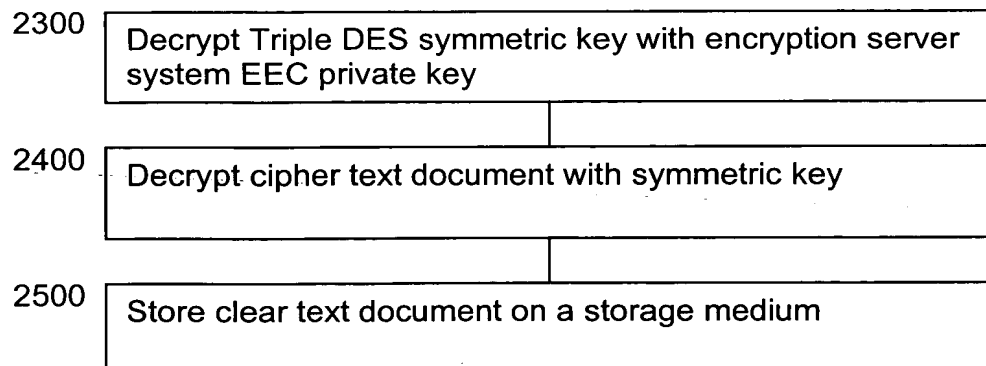 2300
Decrypt Triple DES symmetric key with encryption server
system EEC private key
2400
Decrypt cipher text document with symmetric key
2500
Store clear text document on a storage medium